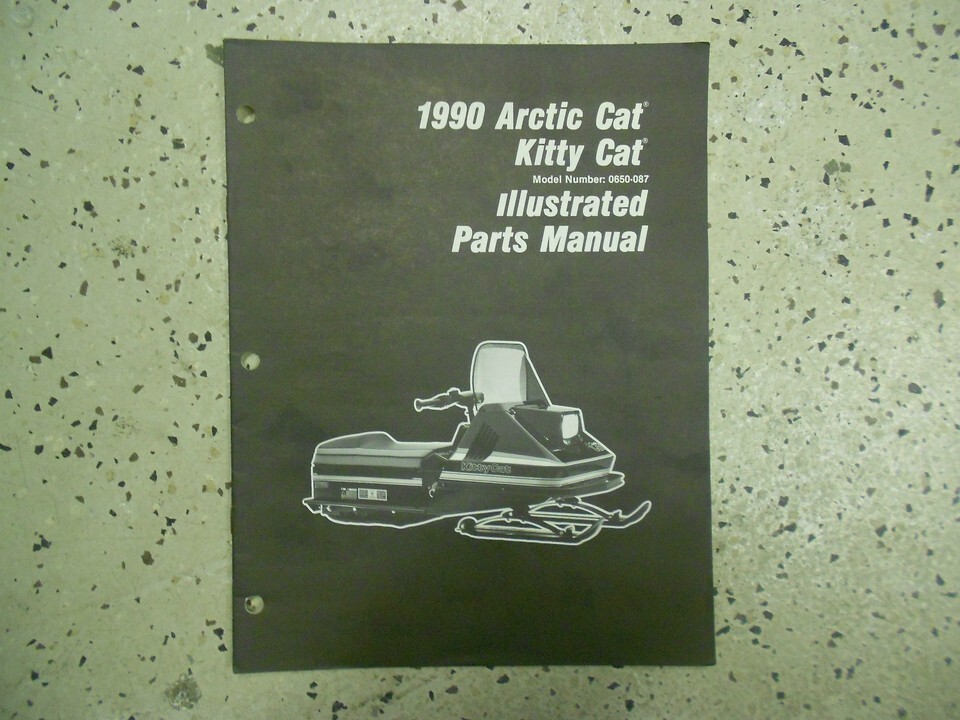 1990 Arctic Cat®
Kitty Cat®
Model Number: 0650-087
Illustrated
Parts Manual
Kitty Cat